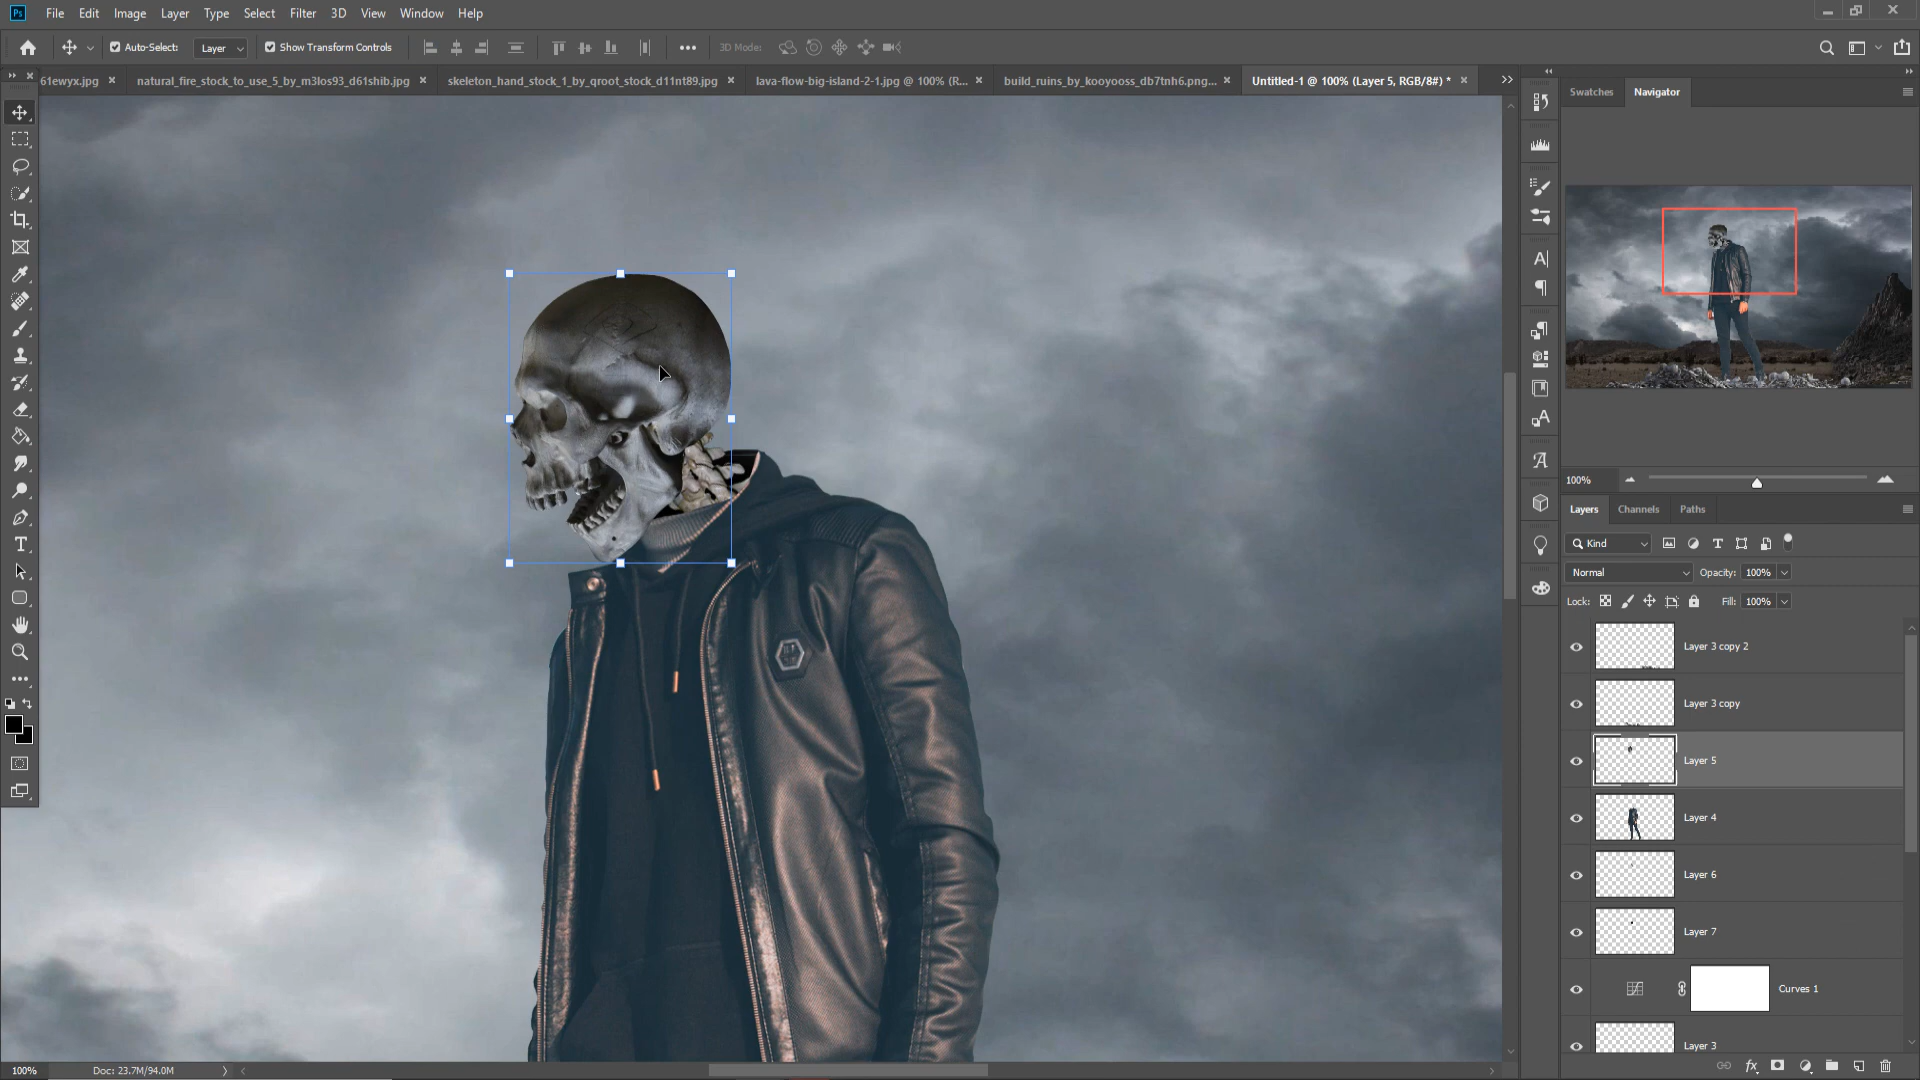 Ps File Edit Image Layer Type Select Filter 3D View Window Help
Auto-Select: Layer Show Transform Controls 3D Mode:
61ewyx.jpg natural_fire_stock_to_use_5_by_m3los93_d61shib.jpg skeleton_hand_stock_1_by_qroot_stock_d11nt89.jpg lava-flow-big-island-2-1.jpg @ 100% (R... build_ruins_by_kooyooss_db7tnh6.png... Untitled-1 @ 100% (Layer 5, RGB/8#) *
Swatches Navigator
100%
Layers Channels Paths
Kind
Normal Opacity: 100%
Lock: Fill: 100%
Layer 3 copy 2
Layer 3 copy
Layer 5
Layer 4
Layer 6
Layer 7
Curves 1
Layer 3
100% Doc: 23.7M/94.0M